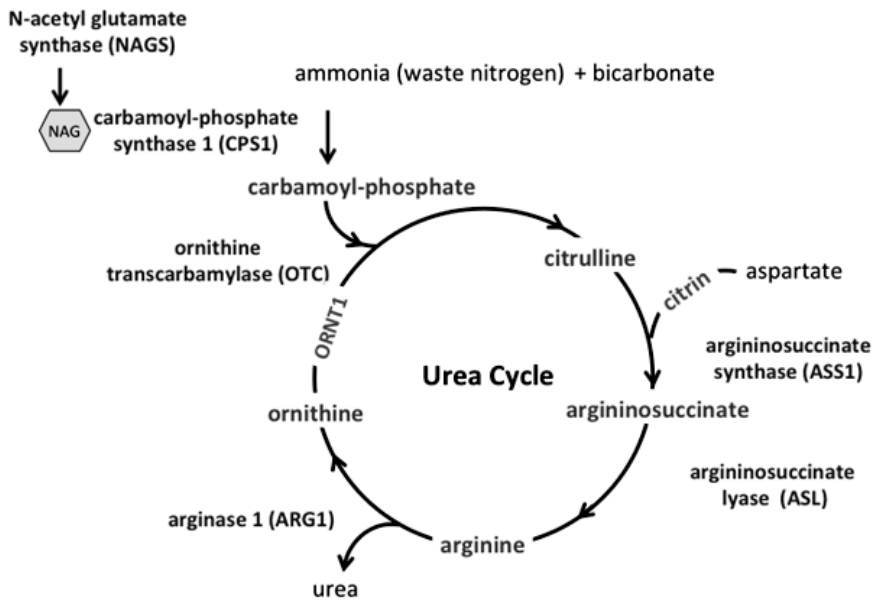 N-acetyl glutamate
synthase (NAGS)
ammonia (waste nitrogen) + bicarbonate
NAG
carbamoyl-phosphate
synthase 1 (CPS1)
carbamoyl-phosphate
ornithine
transcarbamylase (OTC)
citrulline
citrin
aspartate
ORNT1
argininosuccinate
synthase (ASS1)
Urea Cycle
ornithine
argininosuccinate
argininosuccinate
lyase (ASL)
arginase 1 (ARG1)
arginine
urea